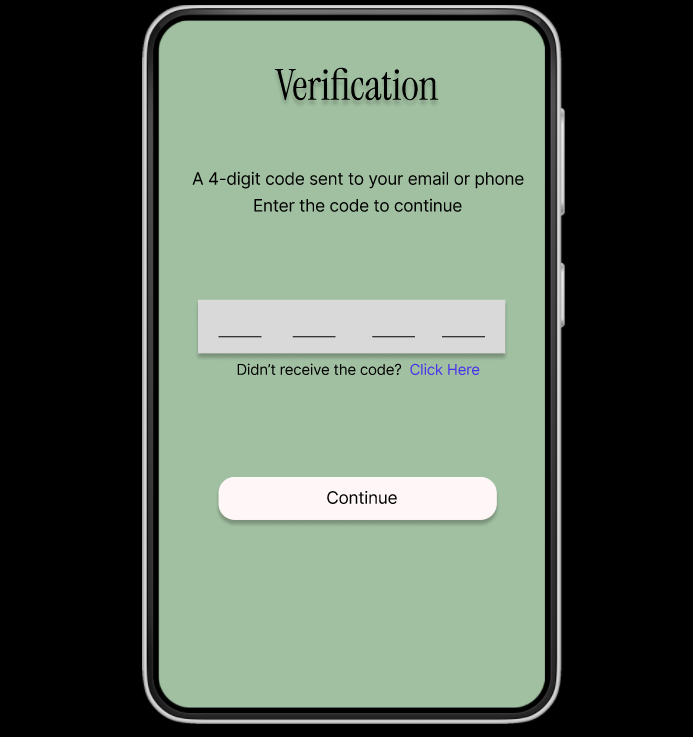 Verification
A 4-digit code sent to your email or phone
Enter the code to continue
Didn't receive the code? Click Here
Continue